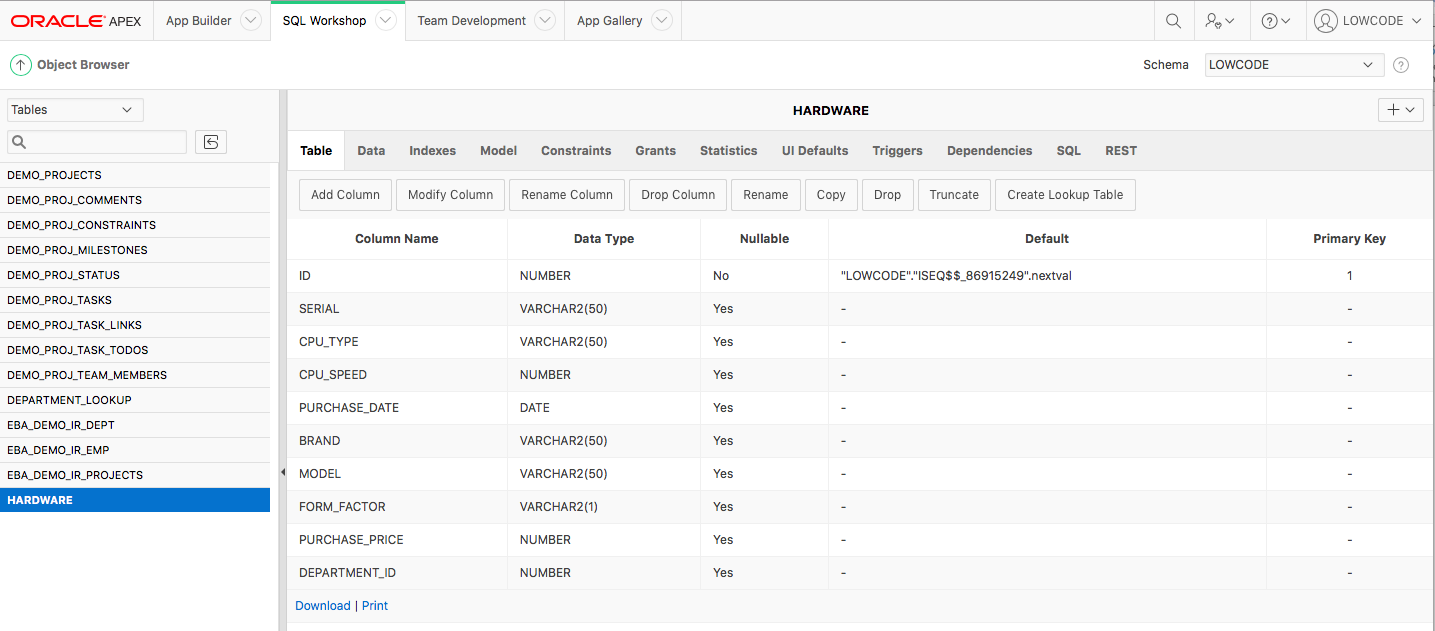 ORACLE APEX App Builder SQL Workshop Team Development App Gallery LOWCODE
Object Browser Schema LOWCODE
Tables
DEMO_PROJECTS
DEMO_PROJ_COMMENTS
DEMO_PROJ_CONSTRAINTS
DEMO_PROJ_MILESTONES
DEMO_PROJ_STATUS
DEMO_PROJ_TASKS
DEMO_PROJ_TASK_LINKS
DEMO_PROJ_TASK_TODOS
DEMO_PROJ_TEAM_MEMBERS
DEPARTMENT_LOOKUP
EBA_DEMO_IR_DEPT
EBA_DEMO_IR_EMP
EBA_DEMO_IR_PROJECTS
HARDWARE
HARDWARE
Table Data Indexes Model Constraints Grants Statistics UI Defaults Triggers Dependencies SQL REST
Add Column Modify Column Rename Column Drop Column Rename Copy Drop Truncate Create Lookup Table
Column Name Data Type Nullable Default Primary Key
ID NUMBER No "LOWCODE"."ISEQ$$_86915249".nextval 1
SERIAL VARCHAR2(50) Yes - -
CPU_TYPE VARCHAR2(50) Yes - -
CPU_SPEED NUMBER Yes - -
PURCHASE_DATE DATE Yes - -
BRAND VARCHAR2(50) Yes - -
MODEL VARCHAR2(50) Yes - -
FORM_FACTOR VARCHAR2(1) Yes - -
PURCHASE_PRICE NUMBER Yes - -
DEPARTMENT_ID NUMBER Yes - -
Download | Print